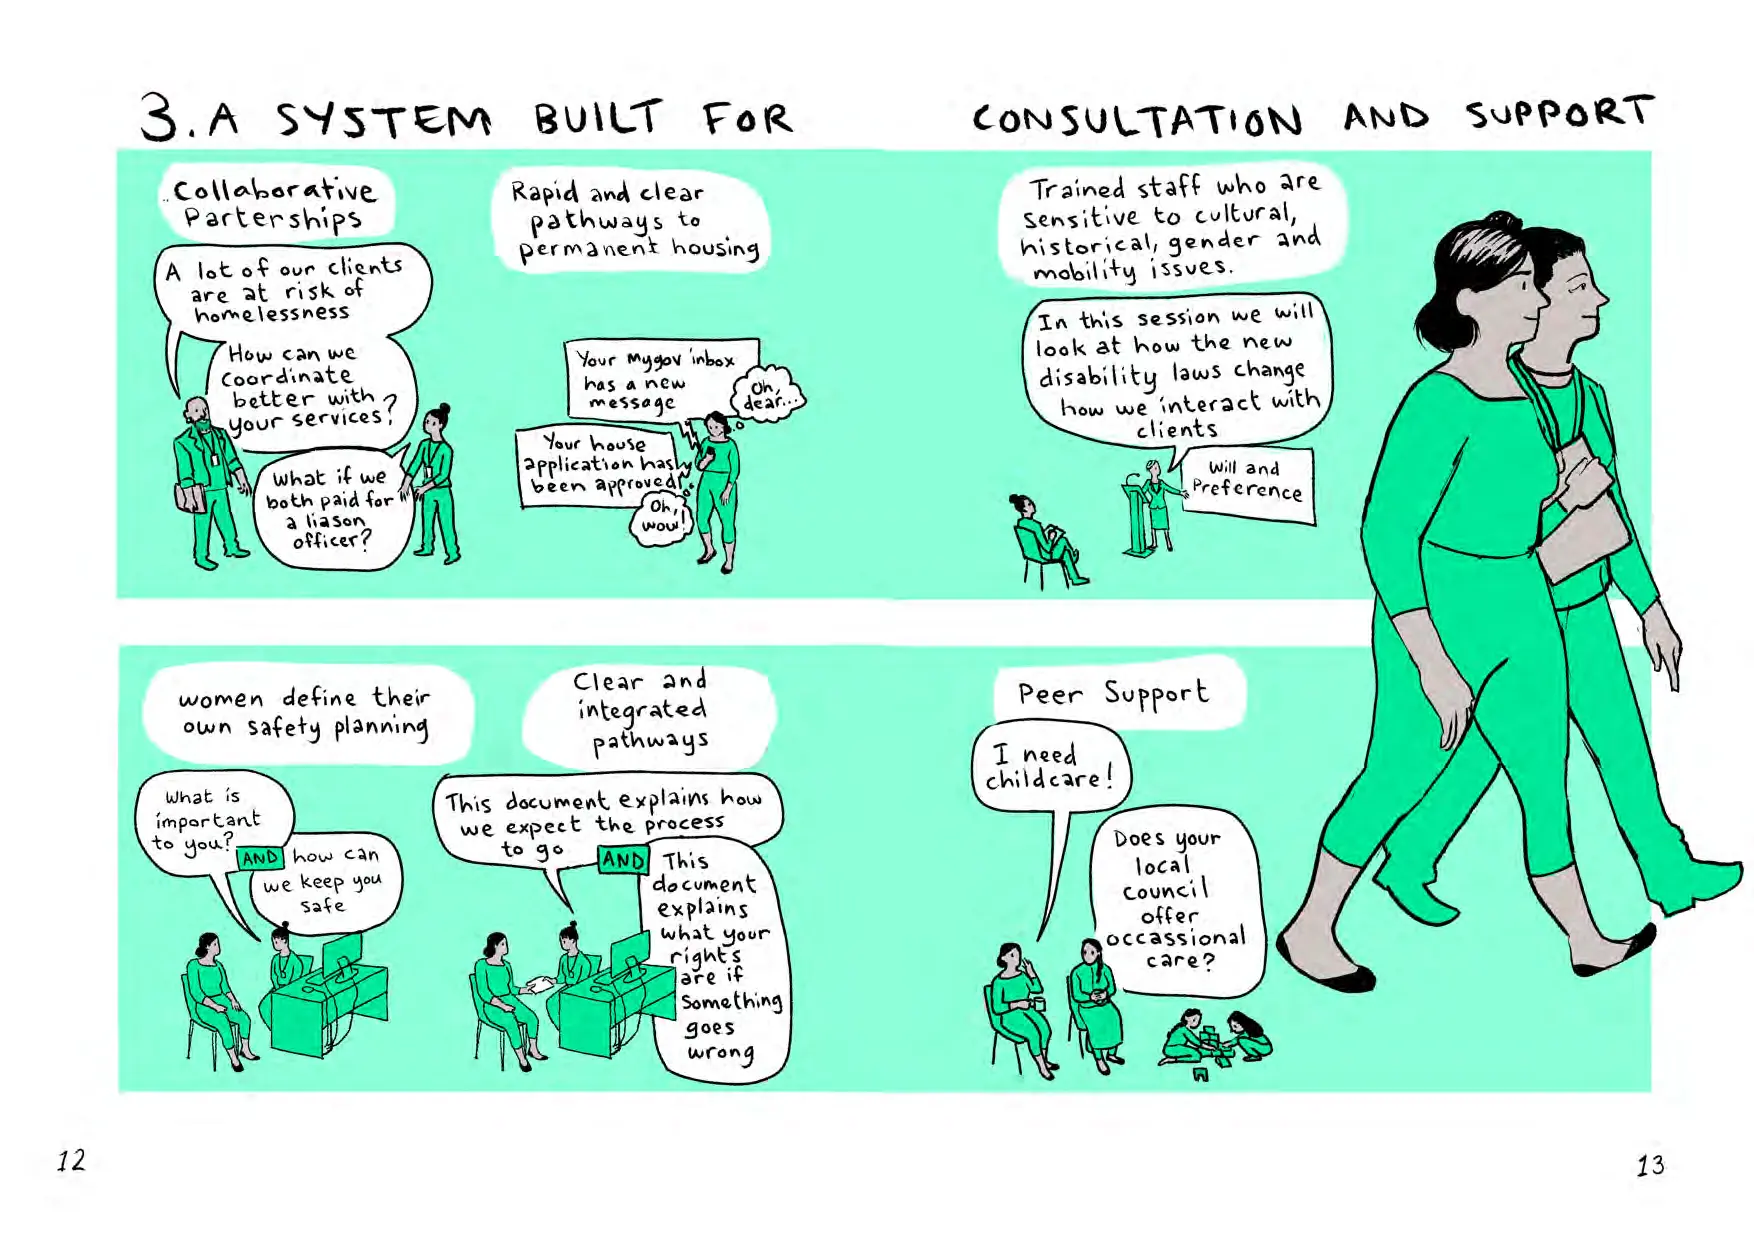 3. A SYSTEM BUILT FOR CONSULTATION AND SUPPORT
.. Collaborative
Parterships
A lot of our clients
are at risk of
homelessness
How can we
coordinate
better with
your services?
What if we
both paid for
a liason
officer?
Rapid and clear
pathways to
permanent housing
Your Mygov inbox
has a new
message
Oh,
dear...
Your house
application has
been approved
Oh,
wow!
Trained staff who are
sensitive to cultural,
historical, gender and
mobility issues.
In this session we will
look at how the new
disability laws change
how we interact with
clients
Will and
Preference
women define their
own safety planning
What is
important
to you?
AND
how can
we keep you
safe
Clear and
integrated
pathways
This document explains how
we expect the process
to go
AND
This
document
explains
what your
rights
are if
Something
goes
wrong
Peer Support
I need
childcare!
Does your
local
council
offer
occassional
care?
12
13